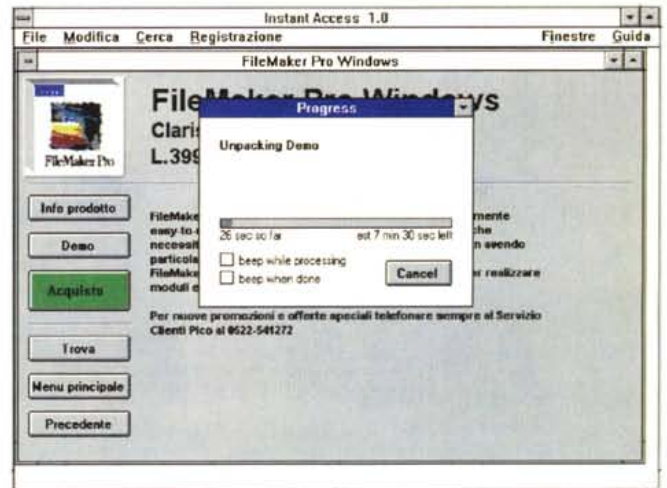 Instant Access 1.0
File Modifica Cerca Registrazione Finestre Guida
FileMaker Pro Windows
FileMaker Pro Windows
Claris
L.399
FileMaker Pro
Progress
Unpacking Demo
26 sec so far est 7 min 30 sec left
beep while processing
beep when done
Cancel
Info prodotto
Demo
Acquisto
Trova
Menu principale
Precedente
FileMake mente
easy-to- che
necessit n avendo
particola
FileMake er realizzare
moduli e
Per nuove promozioni e offerte speciali telefonare sempre al Servizio
Clienti Pico al 0522-541272